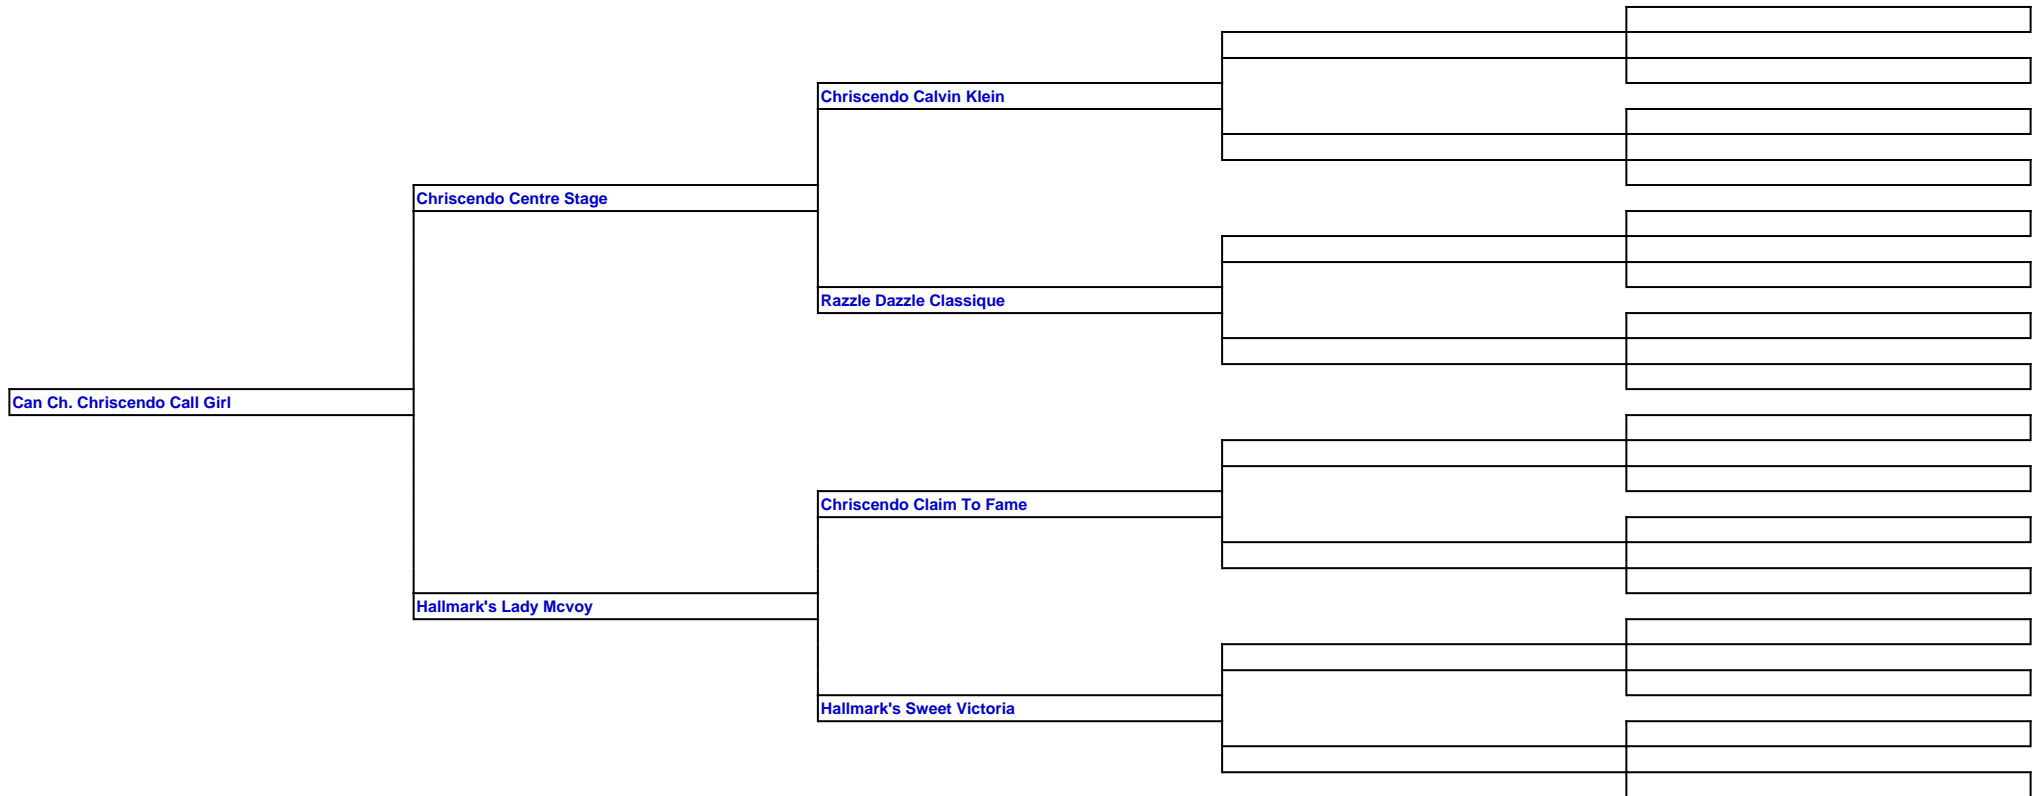 Chriscendo Calvin Klein
Chriscendo Centre Stage
Razzle Dazzle Classique
Can Ch. Chriscendo Call Girl
Chriscendo Claim To Fame
Hallmark's Lady Mcvoy
Hallmark's Sweet Victoria